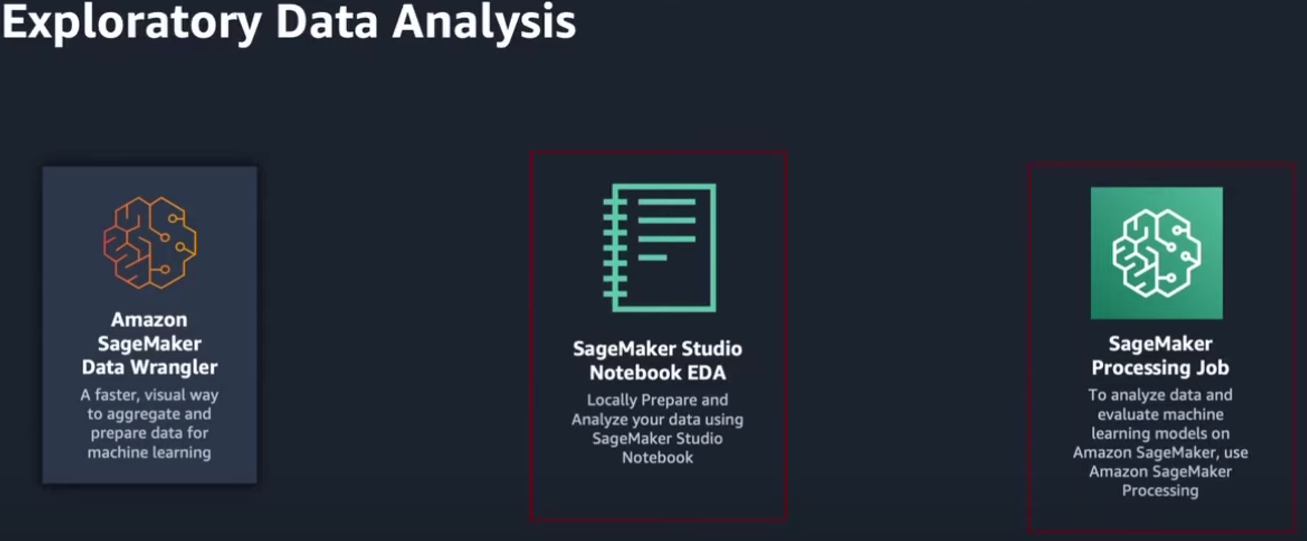 Exploratory Data Analysis
Amazon
SageMaker
Data Wrangler
A faster, visual way
to aggregate and
prepare data for
machine learning
SageMaker Studio
Notebook EDA
Locally Prepare and
Analyze your data using
SageMaker Studio
Notebook
SageMaker
Processing Job
To analyze data and
evaluate machine
learning models on
Amazon SageMaker, use
Amazon SageMaker
Processing